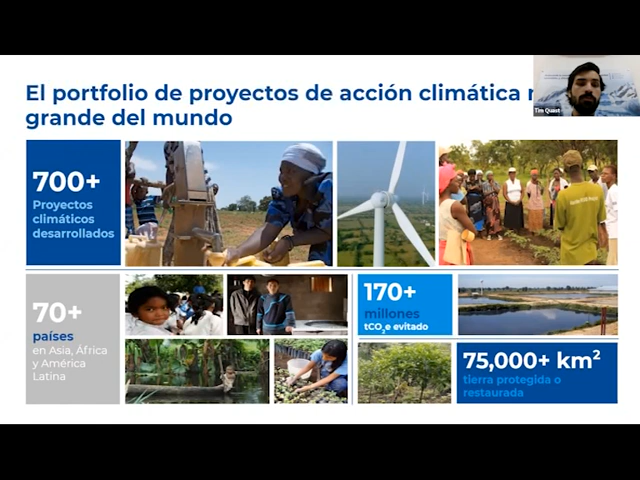 El portfolio de proyectos de acción climática
grande del mundo
Tim Quast
700+
Proyectos
climáticos
desarrollados
70+
países
en Asia, África
y América
Latina
170+
millones
tCO2e evitado
75,000+ km²
tierra protegida o
restaurada